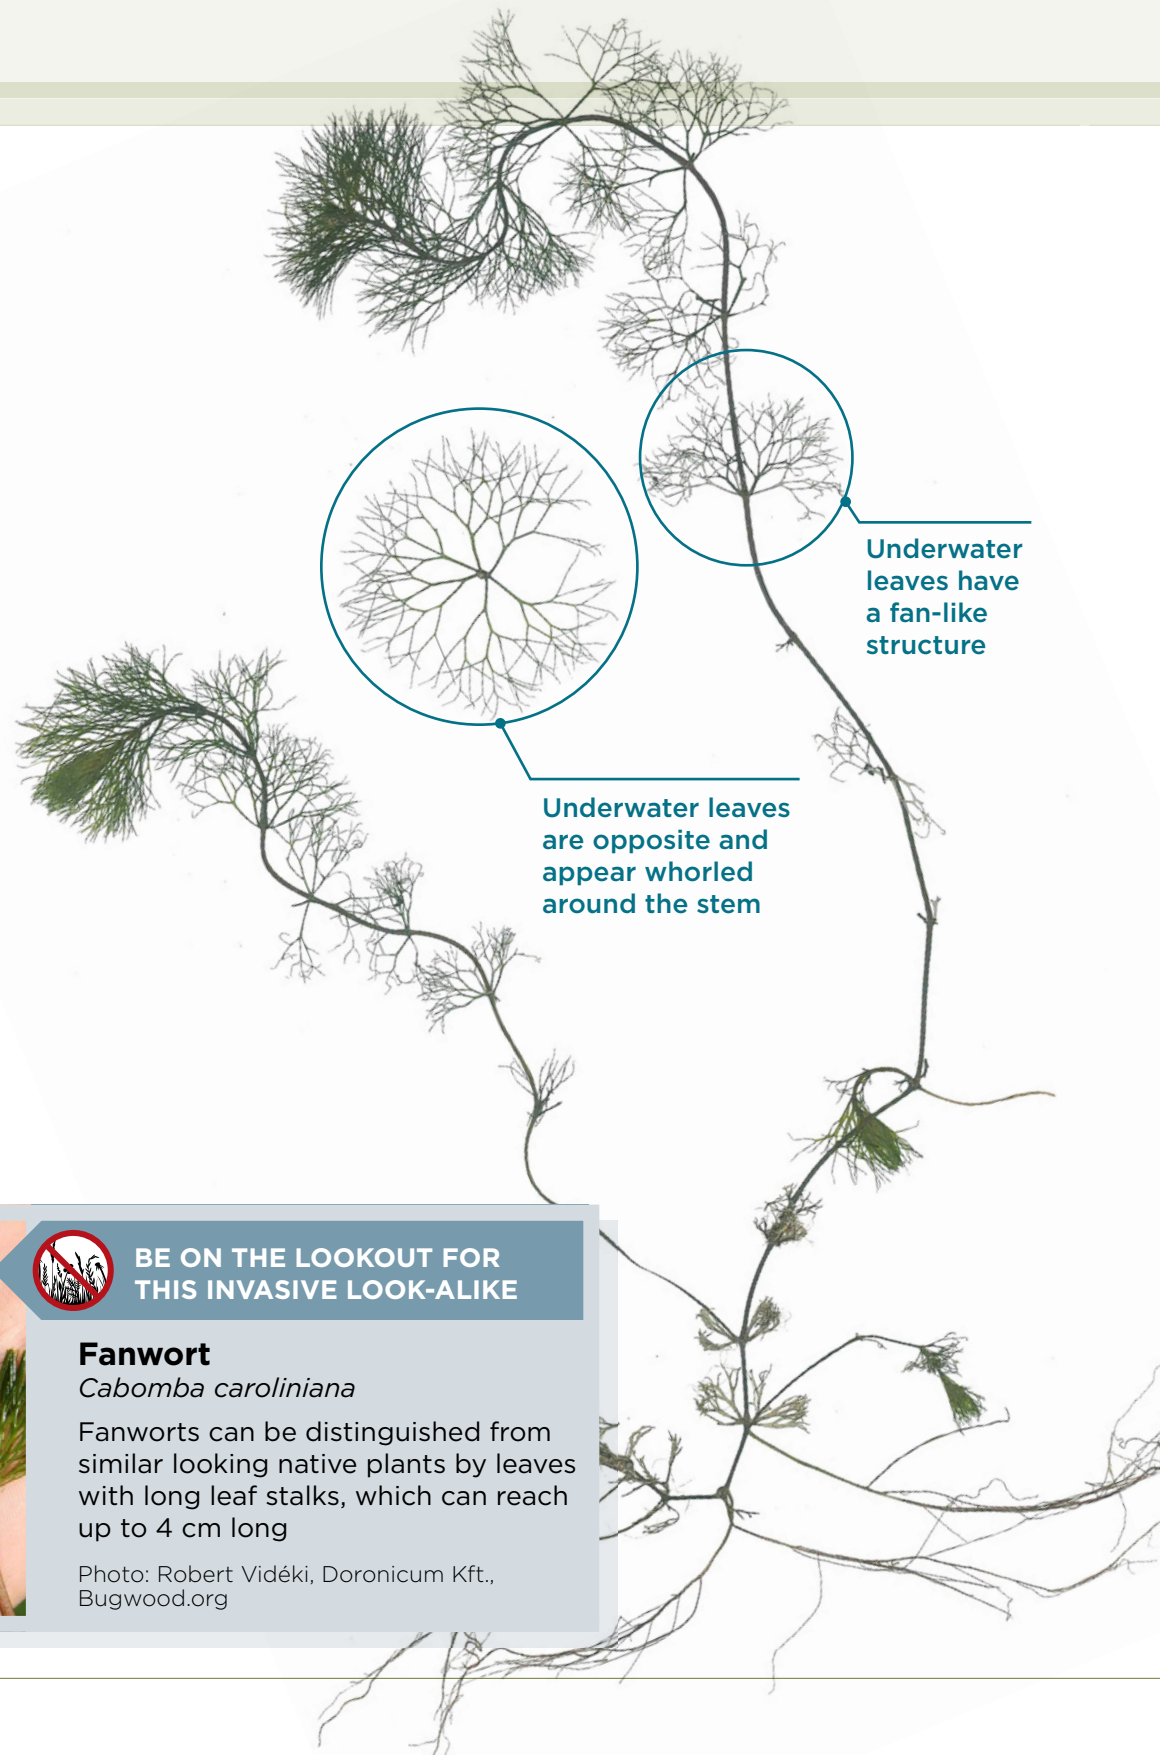 Underwater
leaves have
a fan-like
structure
Underwater leaves
are opposite and
appear whorled
around the stem
BE ON THE LOOKOUT FOR
THIS INVASIVE LOOK-ALIKE
Fanwort
Cabomba caroliniana
Fanworts can be distinguished from
similar looking native plants by leaves
with long leaf stalks, which can reach
up to 4 cm long
Photo: Robert Vidéki, Doronicum Kft.,
Bugwood.org